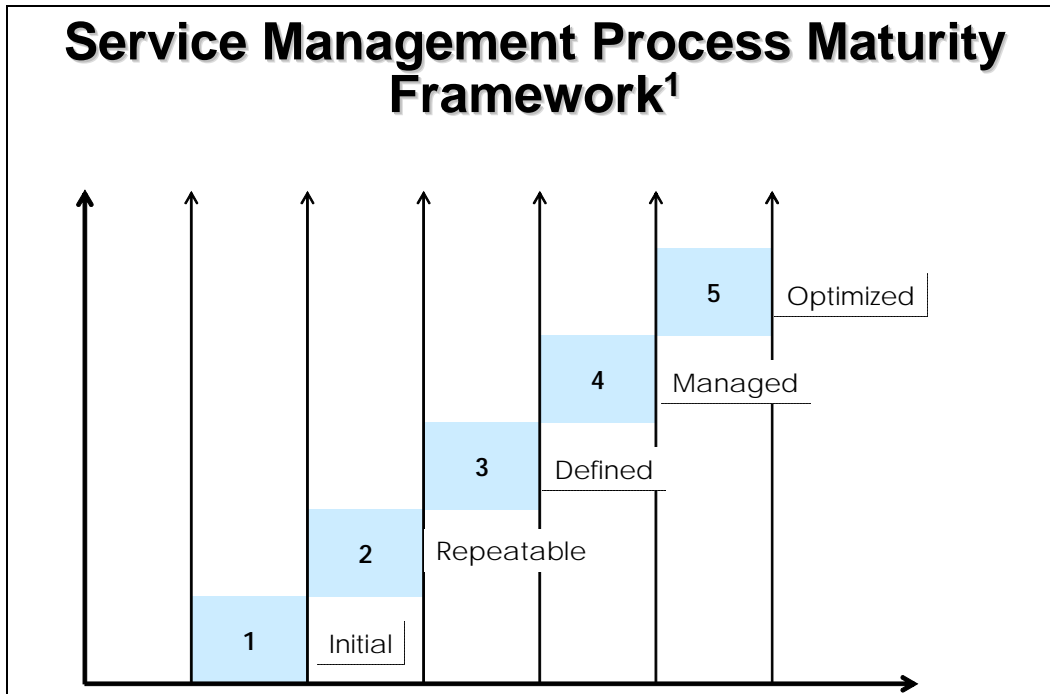 Service Management Process Maturity
Framework¹
5
Optimized
4
Managed
3
Defined
2
Repeatable
1
Initial